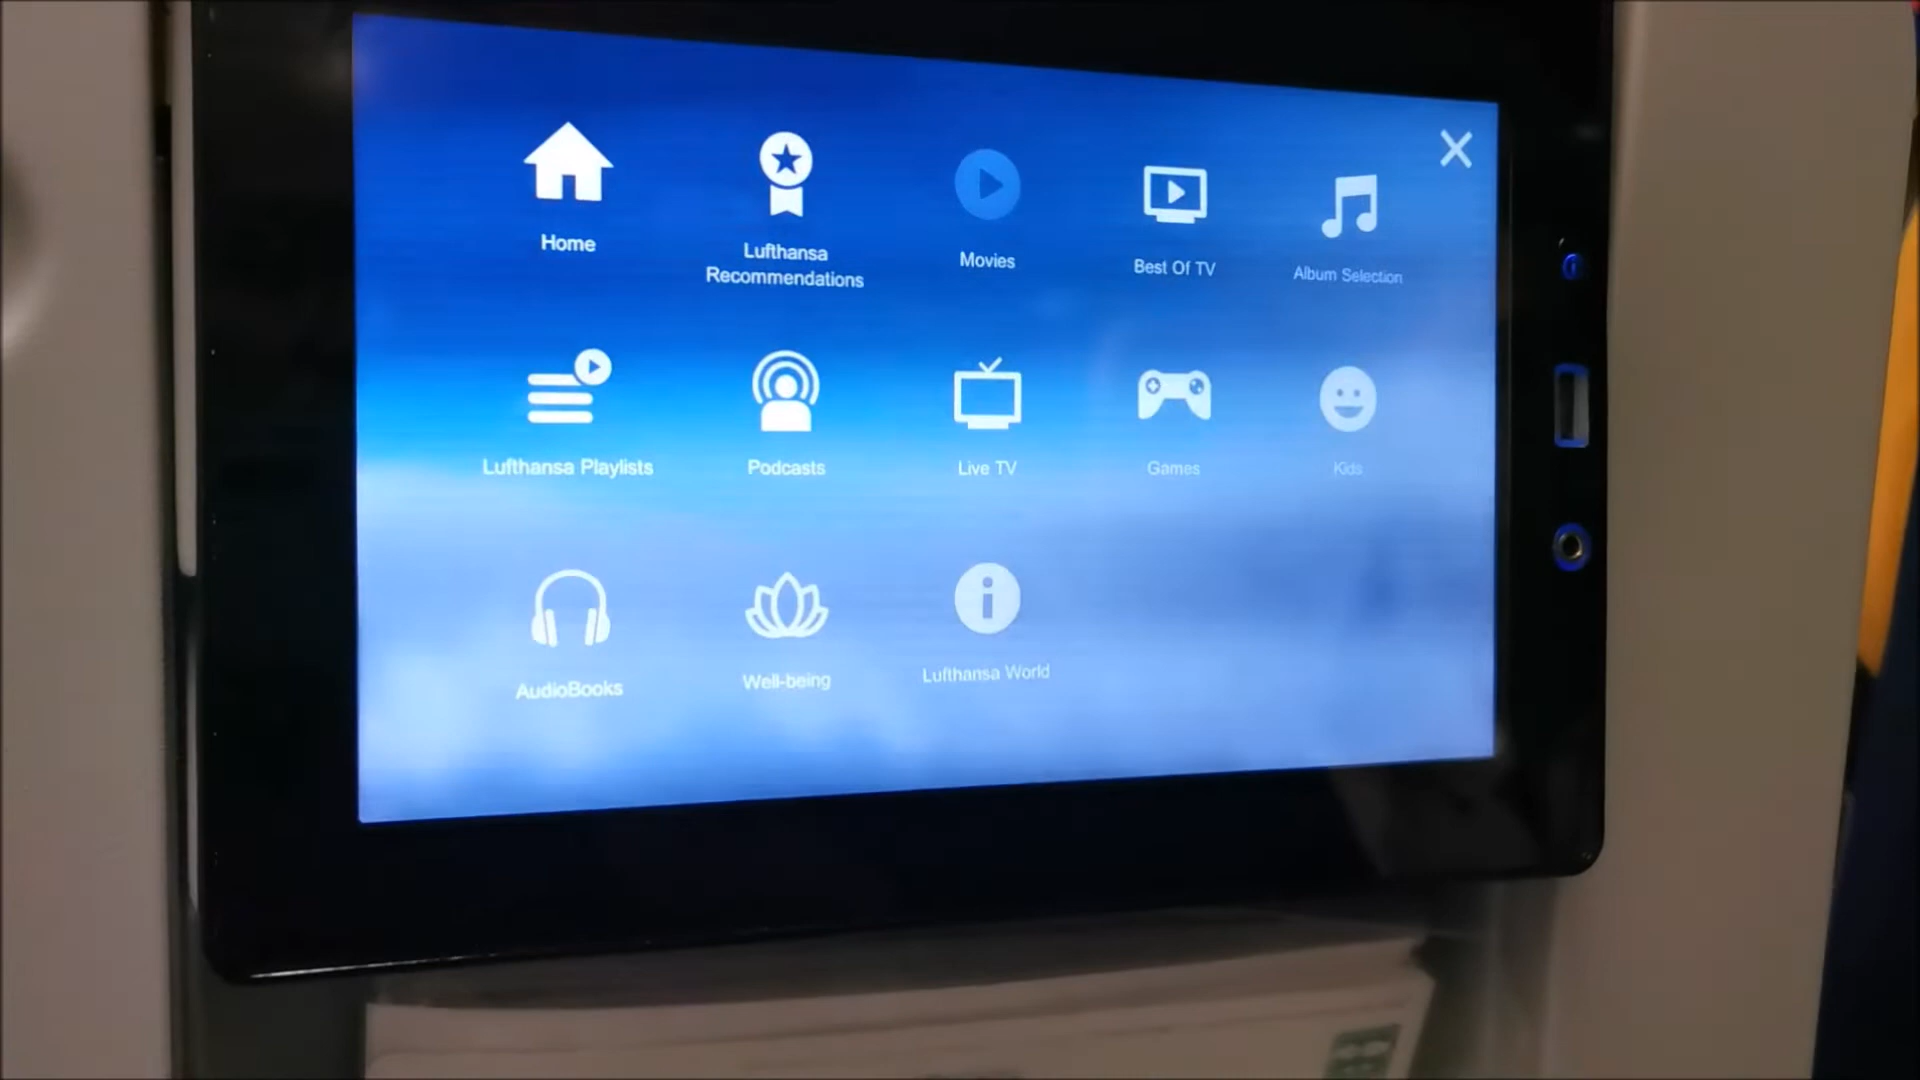 Home
Lufthansa
Recommendations
Movies
Best Of TV
Album Selection
Lufthansa Playlists
Podcasts
Live TV
Games
Kids
AudioBooks
Well-being
Lufthansa World